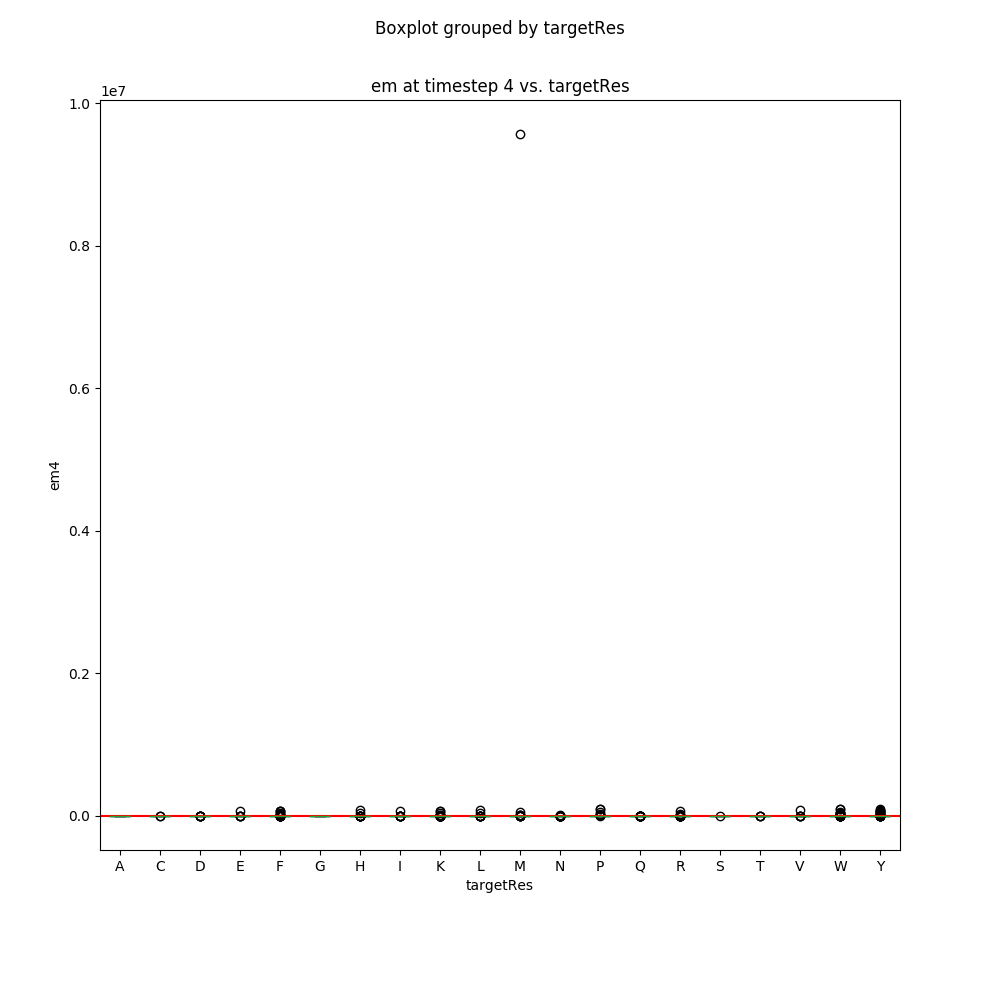 Boxplot grouped by targetRes
em at timestep 4 vs. targetRes
1e7
1.0
0.8
0.6
0.4
0.2
0.0
em4
A C D E F G H I K L M N P Q R S T V W Y
targetRes